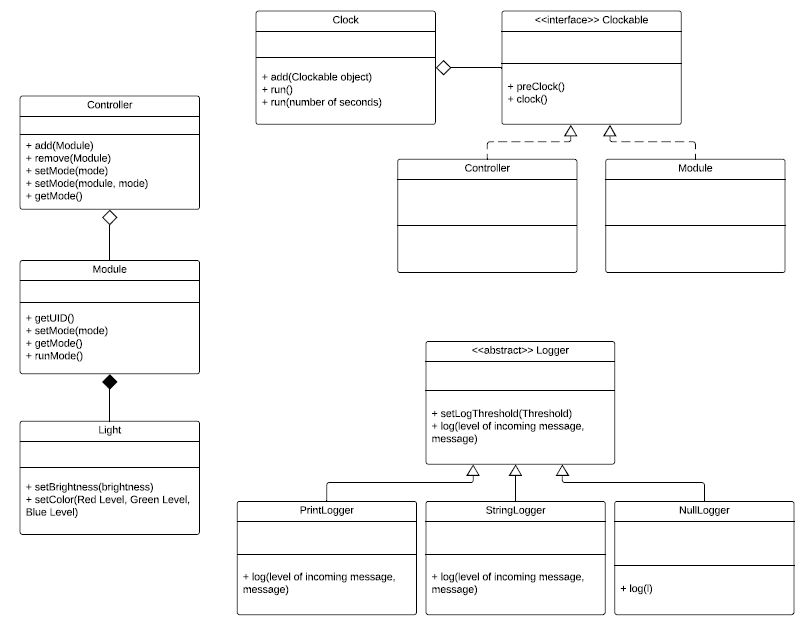 Clock
+ add(Clockable object)
+ run()
+ run(number of seconds)
<<interface>> Clockable
+ preClock()
+ clock()
Controller
+ add(Module)
+ remove(Module)
+ setMode(mode)
+ setMode(module, mode)
+ getMode()
Controller
Module
Module
+ getUID()
+ setMode(mode)
+ getMode()
+ runMode()
<<abstract>> Logger
+ setLogThreshold(Threshold)
+ log(level of incoming message,
message)
Light
+ setBrightness(brightness)
+ setColor(Red Level, Green Level,
Blue Level)
PrintLogger
+ log(level of incoming message,
message)
StringLogger
+ log(level of incoming message,
message)
NullLogger
+ log(l)